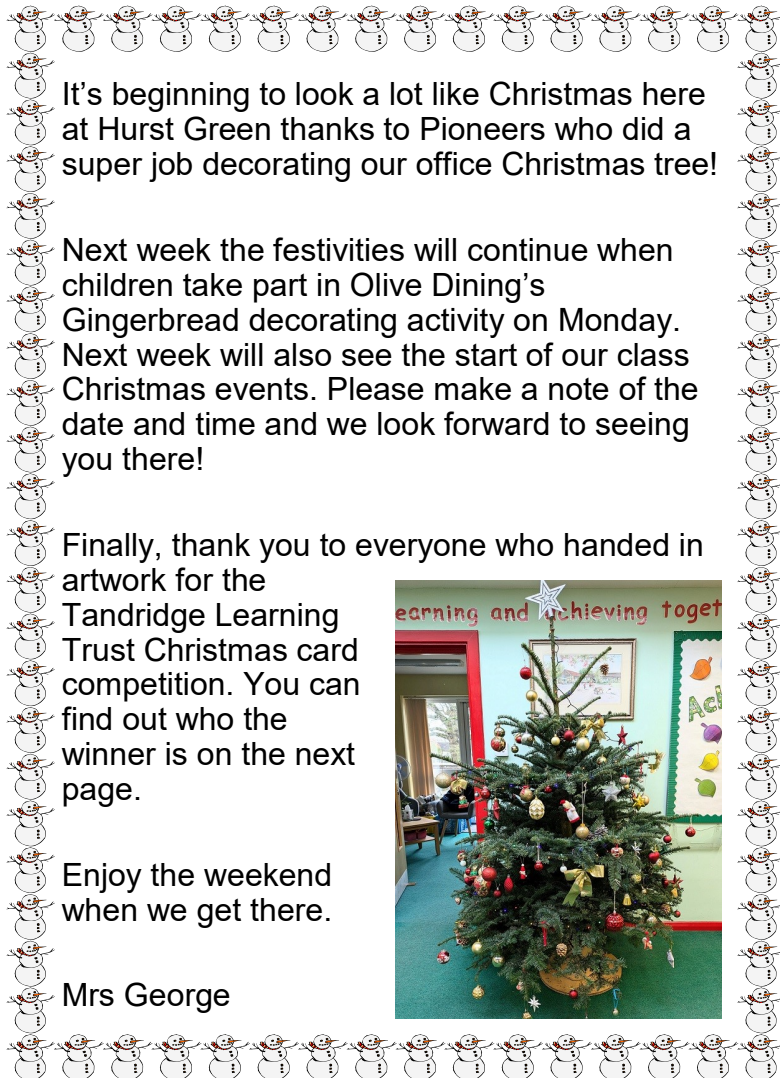 It’s beginning to look a lot like Christmas here
at Hurst Green thanks to Pioneers who did a
super job decorating our office Christmas tree!
Next week the festivities will continue when
children take part in Olive Dining’s
Gingerbread decorating activity on Monday.
Next week will also see the start of our class
Christmas events. Please make a note of the
date and time and we look forward to seeing
you there!
Finally, thank you to everyone who handed in
artwork for the
Tandridge Learning
Trust Christmas card
competition. You can
find out who the
winner is on the next
page.
Enjoy the weekend
when we get there.
Mrs George
earning and achieving toget
Ac